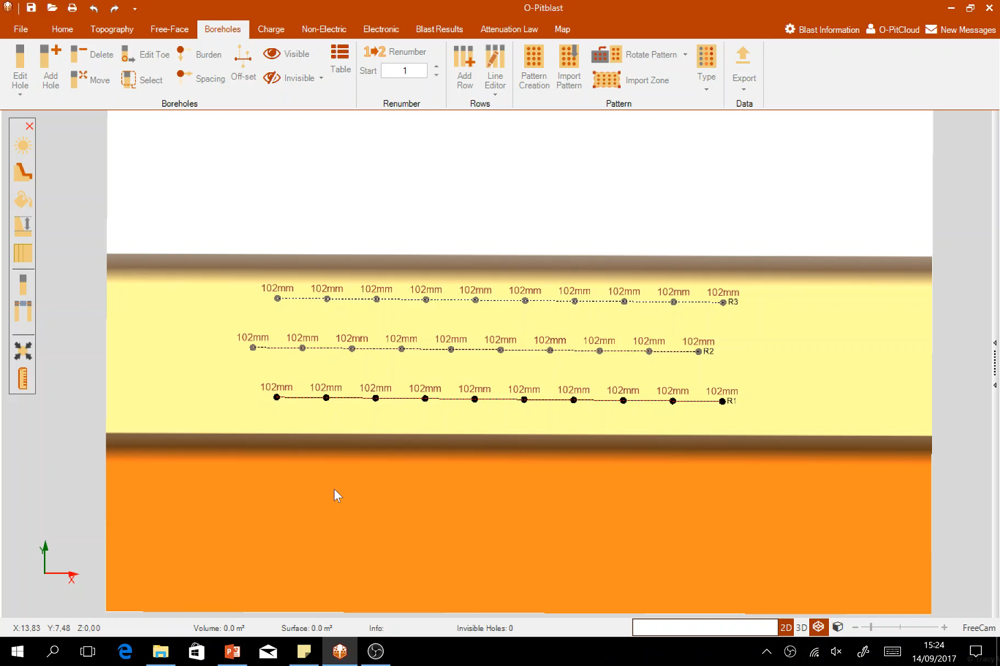 O-Pitblast
File Home Topography Free-Face Boreholes Charge Non-Electric Electronic Blast Results Attenuation Law Map Blast Information O-PitCloud New Messages
Edit Hole
Add Hole
Delete
Move
Edit Toe
Select
Burden
Spacing
Off-set
Visible
Invisible
Table
Boreholes
1 2 Renumber
Start 1
Renumber
Add Row
Line Editor
Rows
Pattern Creation
Import Pattern
Rotate Pattern
Import Zone
Type
Pattern
Export
Data
102mm 102mm 102mm 102mm 102mm 102mm 102mm 102mm 102mm 102mm
R3
102mm 102mm 102mm 102mm 102mm 102mm 102mm 102mm 102mm 102mm
R2
102mm 102mm 102mm 102mm 102mm 102mm 102mm 102mm 102mm 102mm
R1
Y
X
X:13,83 Y:7,48 Z:0,00 Volume: 0.0 m³ Surface: 0.0 m² Info: Invisible Holes: 0 2D 3D FreeCam
15:24
14/09/2017